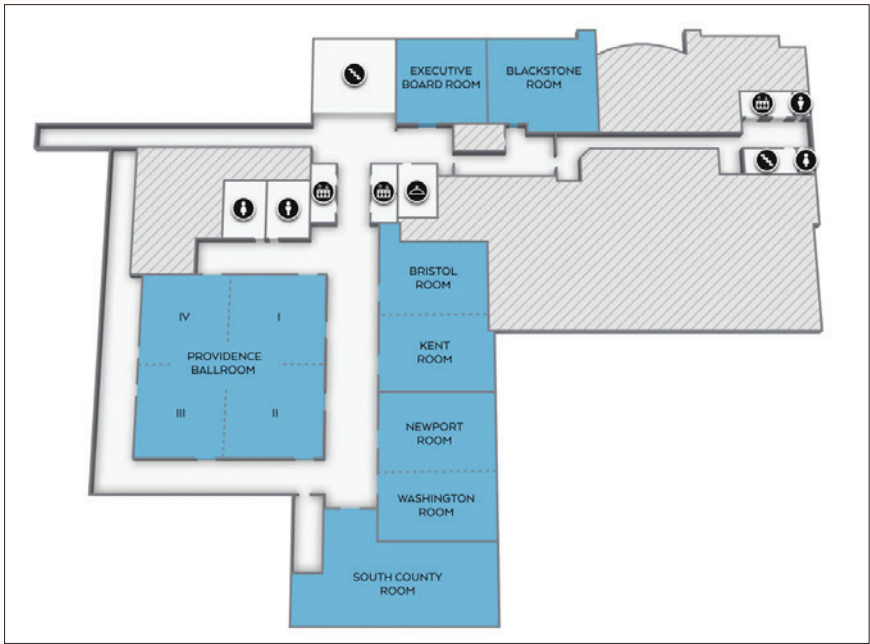 EXECUTIVE
BOARD ROOM
BLACKSTONE
ROOM
BRISTOL
ROOM
IV
I
KENT
ROOM
PROVIDENCE
BALLROOM
III
II
NEWPORT
ROOM
WASHINGTON
ROOM
SOUTH COUNTY
ROOM